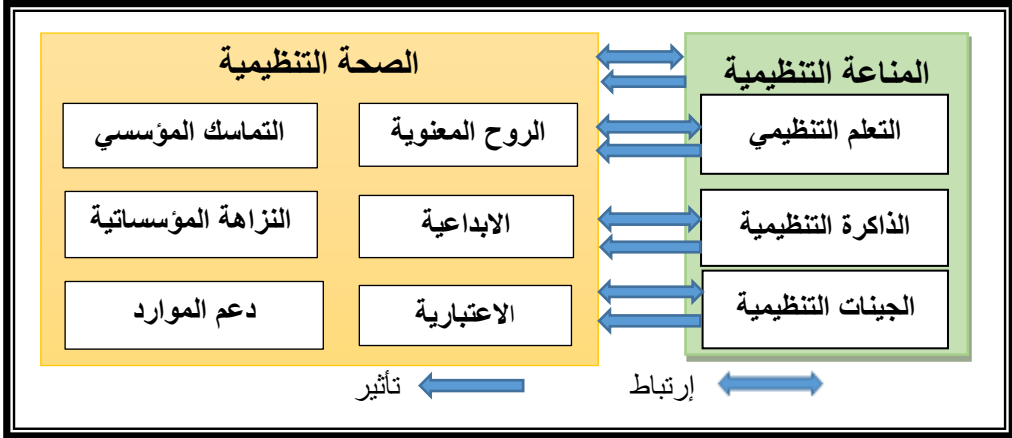 المناعة التنظيمية
التعلم التنظيمي
الذاكرة التنظيمية
الجينات التنظيمية
الصحة التنظيمية
الروح المعنوية
التماسك المؤسسي
الابداعية
النزاهة المؤسساتية
الاعتبارية
دعم الموارد
إرتباط
تأثير